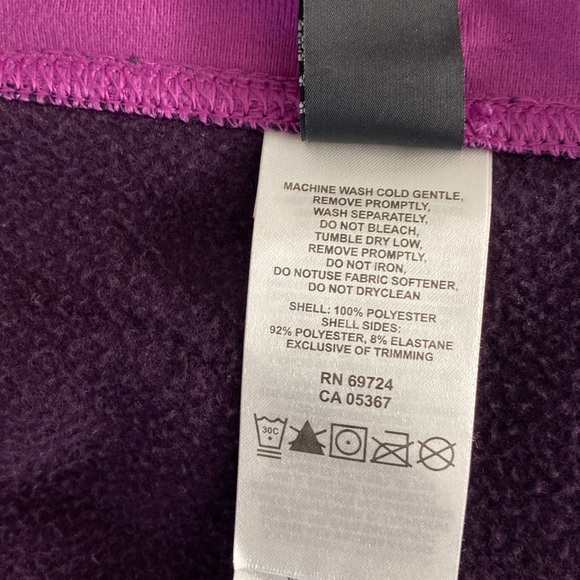 MACHINE WASH COLD GENTLE,
REMOVE PROMPTLY,
WASH SEPARATELY,
DO NOT BLEACH,
TUMBLE DRY LOW,
REMOVE PROMPTLY,
DO NOT IRON,
DO NOTUSE FABRIC SOFTENER,
DO NOT DRYCLEAN
SHELL: 100% POLYESTER
SHELL SIDES:
92% POLYESTER, 8% ELASTANE
EXCLUSIVE OF TRIMMING
RN 69724
CA 05367
30C